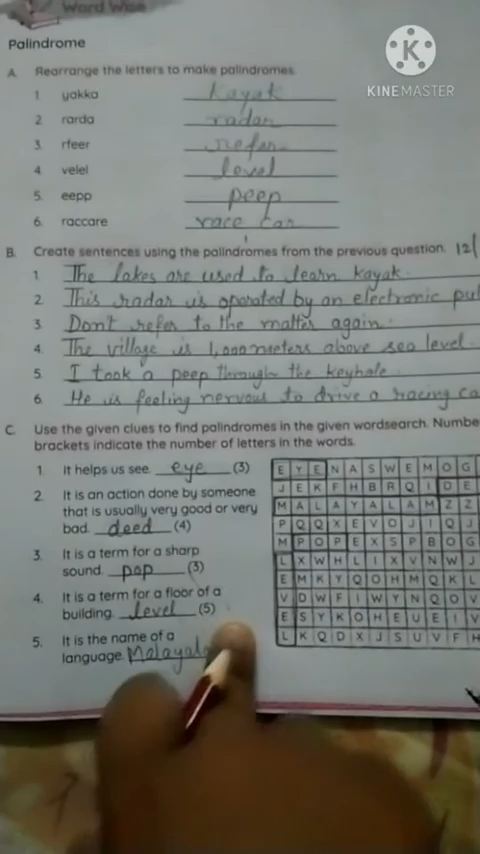 Word Wise
KINEMASTER
Palindrome
A. Rearrange the letters to make palindromes.
1. yakka kayak
2. rarda radar
3. rfeer refer
4. velel level
5. eepp peep
6. raccare race car
B. Create sentences using the palindromes from the previous question. 12(
1. The lakes are used to learn kayak.
2. This radar is oparated by an electronic pul
3. Don't refer to the matter again.
4. The village is 1,000 meters above sea level.
5. I took a peep through the keyhole.
6. He is feeling nervous to drive a racing ca
C. Use the given clues to find palindromes in the given wordsearch. Numbe
brackets indicate the number of letters in the words.
1. It helps us see. eye (3)
2. It is an action done by someone
that is usually very good or very
bad. deed (4)
3. It is a term for a sharp
sound. pop (3)
4. It is a term for a floor of a
building. level (5)
5. It is the name of a
language. Malayala
E Y E N A S W E M O G
J E K F H B R Q I D E
M A L A Y A L A M Z Z
P Q Q X E V O J I Q J
M P O P E X S P B O G
L X W H L I X V N W J
E M K Y Q O H M Q K L
V D W F I W Y N Q O V
E S Y K O H E U E I V
L K Q D X J S U V F H